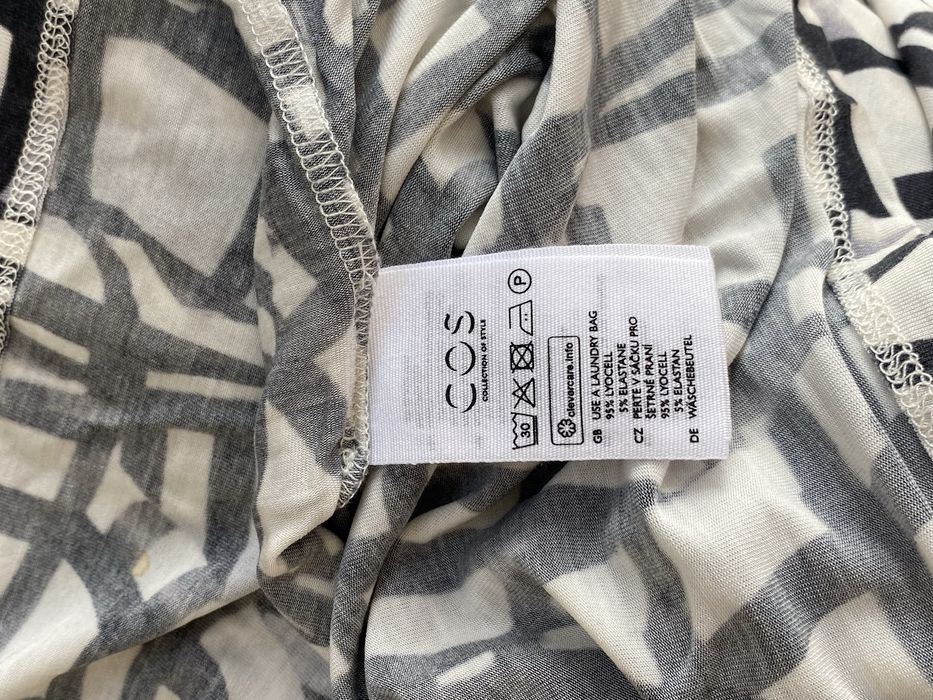 COS
COLLECTION OF STYLE
30
P
clevercare.info
GB USE A LAUNDRY BAG
95% LYOCELL
5% ELASTANE
CZ PERTE V SÁČKU PRO
ŠETRNÉ PRANÍ
95% LYOCELL
5% ELASTAN
DE WÄSCHEBEUTEL